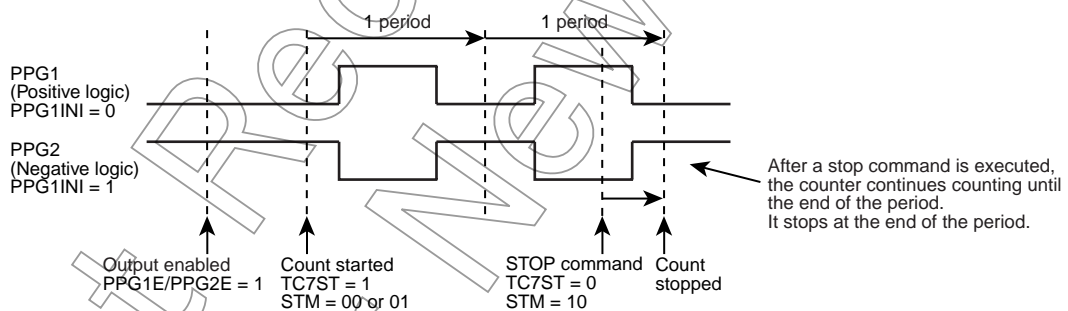 1 period
1 period
PPG1
(Positive logic)
PPG1INI = 0
PPG2
(Negative logic)
PPG1INI = 1
After a stop command is executed,
the counter continues counting until
the end of the period.
It stops at the end of the period.
Output enabled
PPG1E/PPG2E = 1
Count started
TC7ST = 1
STM = 00 or 01
STOP command
TC7ST = 0
STM = 10
Count
stopped
t Reco
New